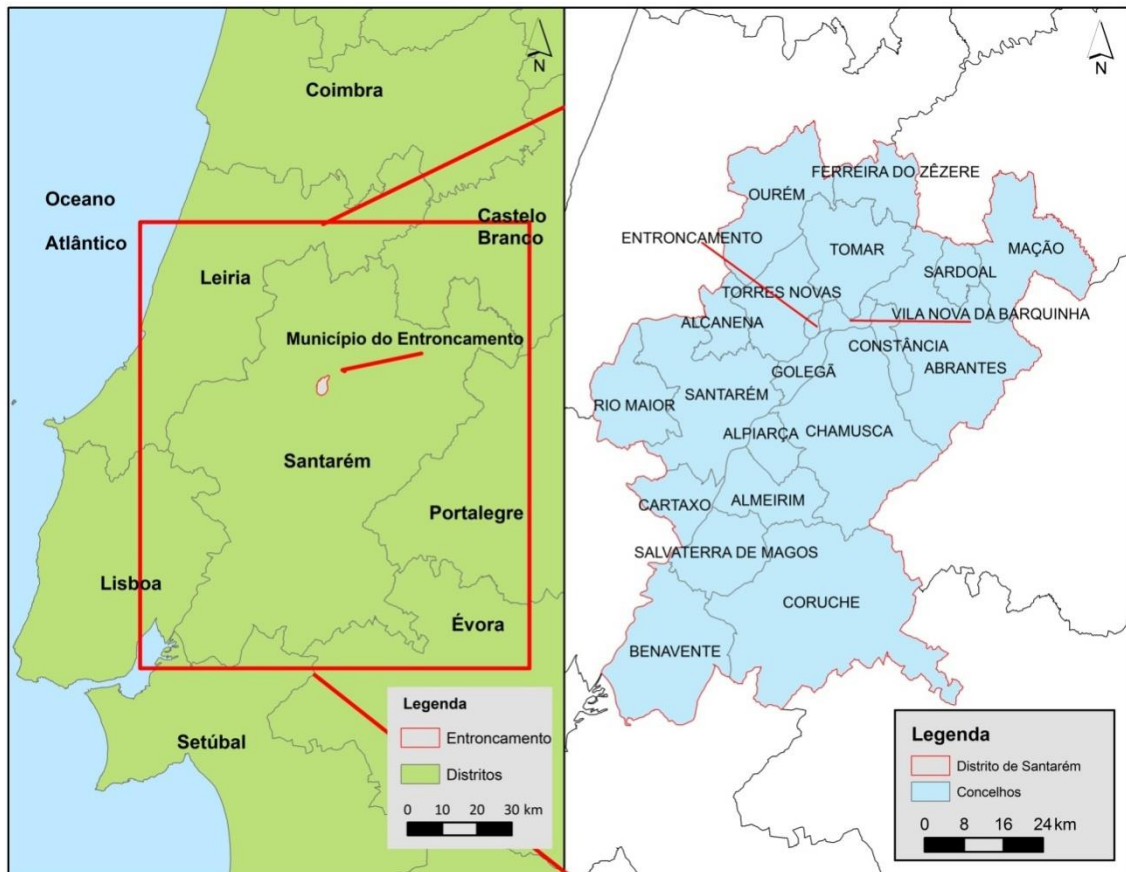 N
Coimbra
Oceano
Atlântico
Castelo
Branco
Leiria
Município do Entroncamento
Santarém
Portalegre
Lisboa
Évora
Setúbal
Legenda
Entroncamento
Distritos
0 10 20 30 km
N
FERREIRA DO ZÊZERE
OURÉM
ENTRONCAMENTO
TOMAR
MAÇÃO
SARDOAL
TORRES NOVAS
VILA NOVA DA BARQUINHA
ALCANENA
CONSTÂNCIA
ABRANTES
GOLEGÃ
SANTARÉM
RIO MAIOR
ALPIARÇA
CHAMUSCA
CARTAXO
ALMEIRIM
SALVATERRA DE MAGOS
CORUCHE
BENAVENTE
Legenda
Distrito de Santarém
Concelhos
0 8 16 24 km